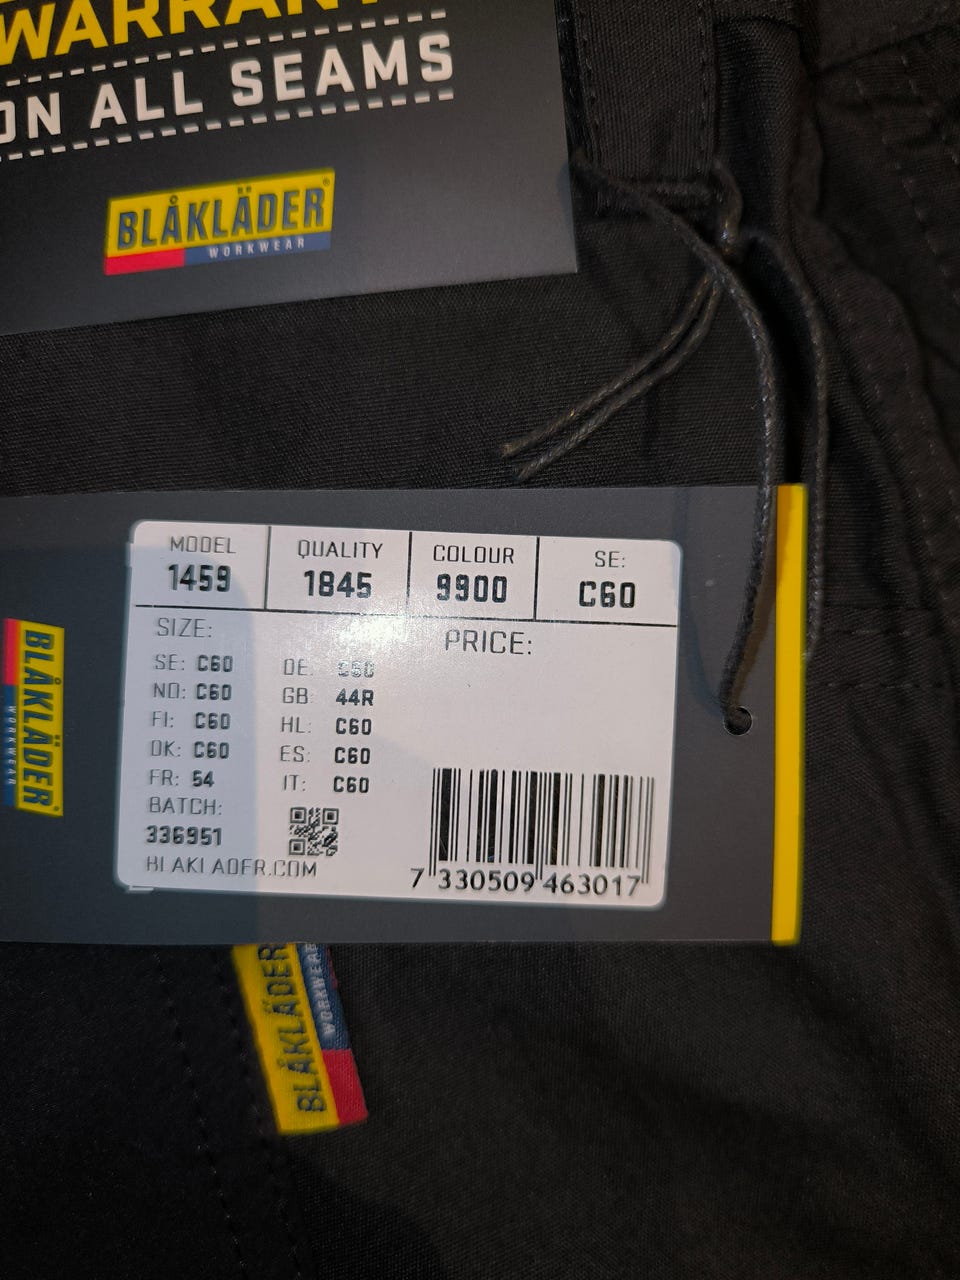 WARRANT
ON ALL SEAMS
BLÅKLÄDER®
WORKWEAR
MODEL QUALITY COLOUR SE:
1459 1845 9900 C60
SIZE: PRICE:
SE: C60 DE: C60
NO: C60 GB: 44R
FI: C60 HL: C60
DK: C60 ES: C60
FR: 54 IT: C60
BATCH:
336951
BLAKLADER.COM
7 330509 463017
BLÅKLÄDER®
WORKWEAR
BLÅKLÄDER
WORKWEAR